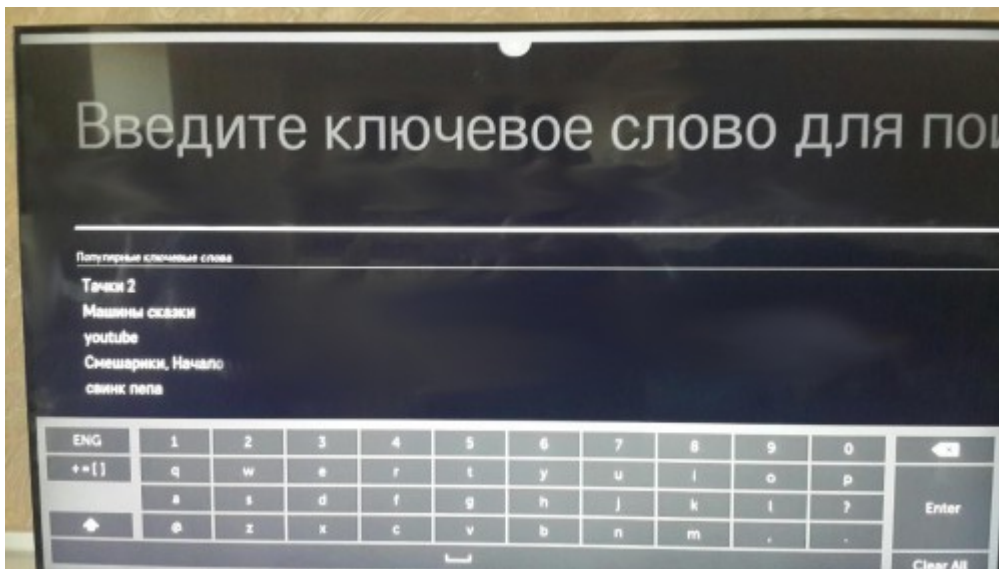 Введите ключевое слово для пои
Популярные ключевые слова
Тачки 2
Машины сказки
youtube
Смешарики, Начало
свинк пепа
ENG 1 2 3 4 5 6 7 8 9 0
+=[] q w e r t y u i o p
a s d f g h j k l ? Enter
@ z x c v b n m , .
Clear All